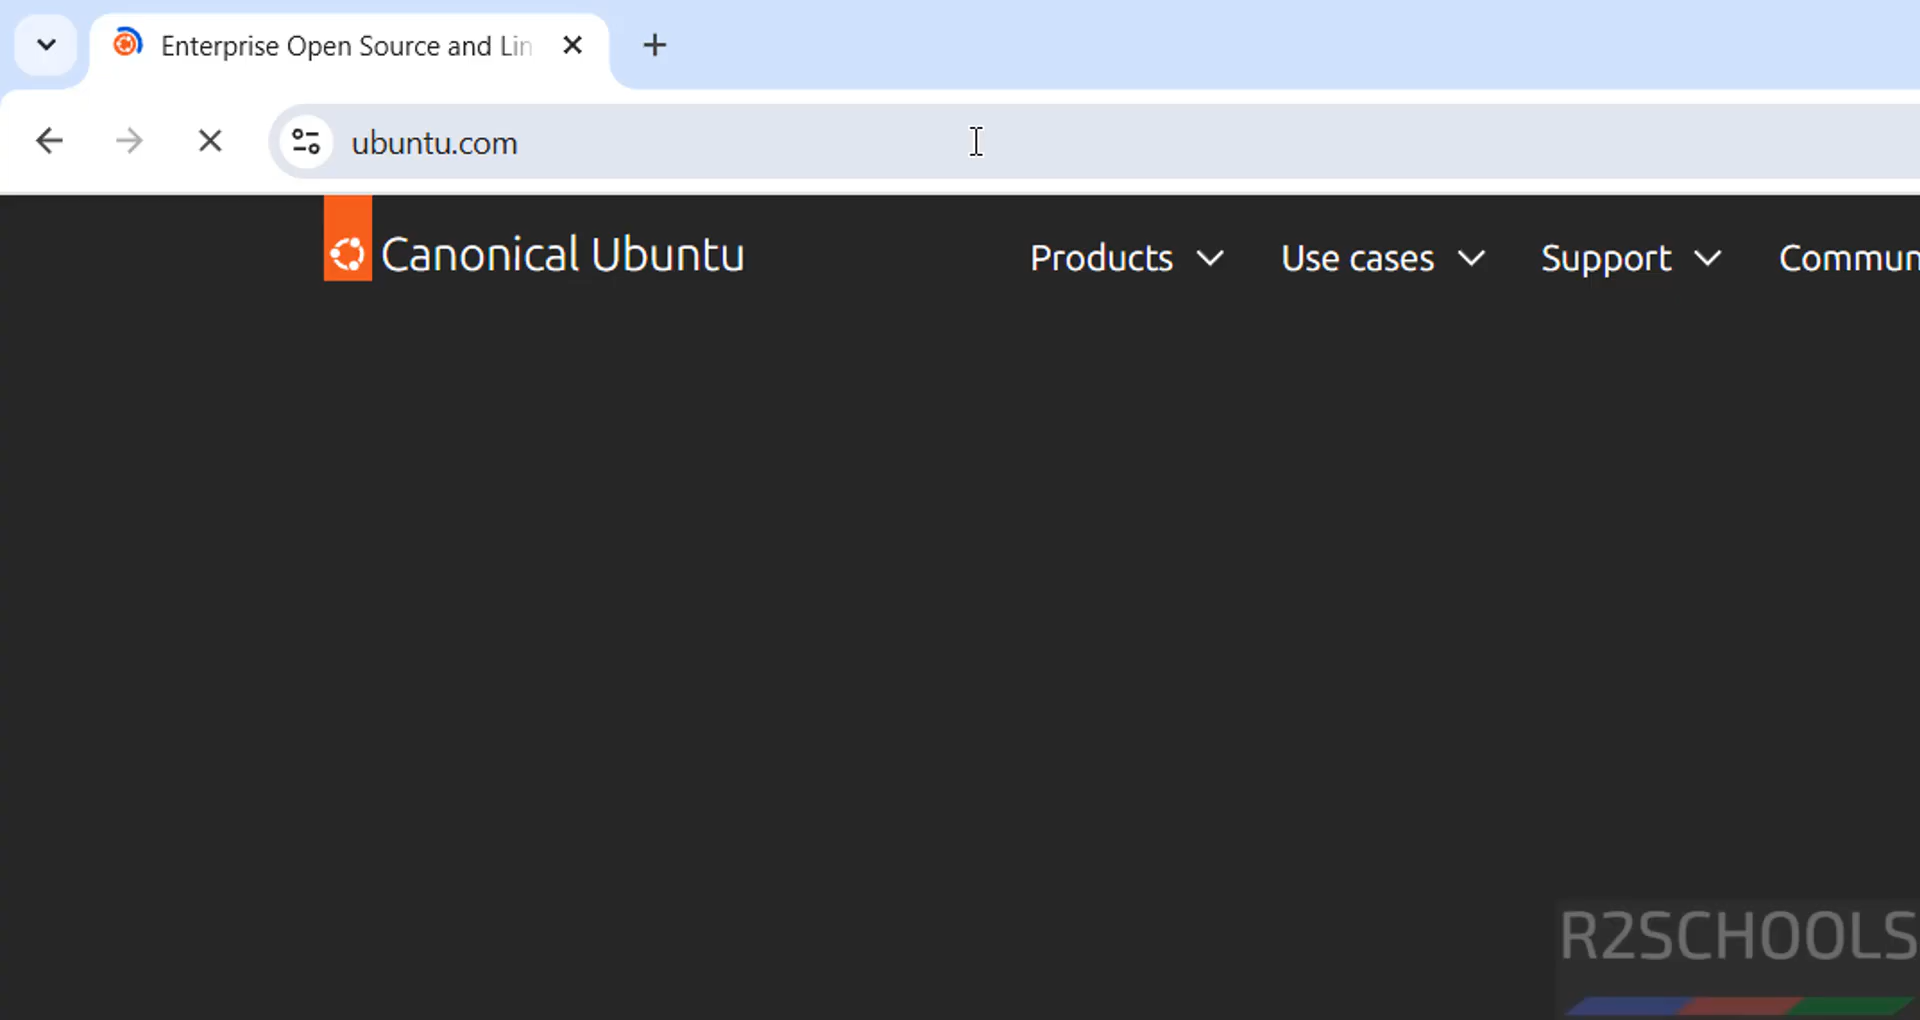 Enterprise Open Source and Lin
ubuntu.com
Canonical Ubuntu
Products
Use cases
Support
Commun
R2SCHOOLS